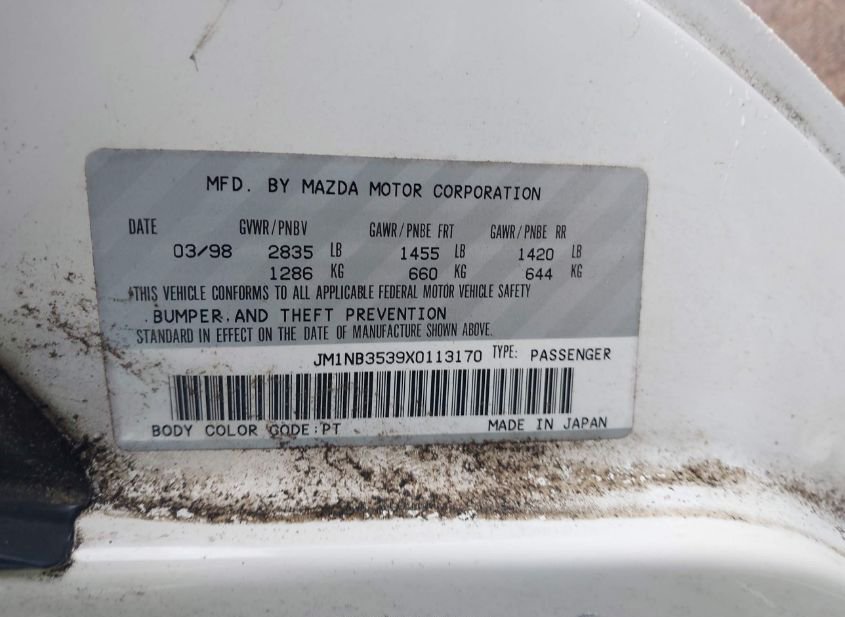 MFD. BY MAZDA MOTOR CORPORATION
DATE GVWR/PNBV GAWR/PNBE FRT GAWR/PNBE RR
03/98 2835 LB 1455 LB 1420 LB
1286 KG 660 KG 644 KG
*THIS VEHICLE CONFORMS TO ALL APPLICABLE FEDERAL MOTOR VEHICLE SAFETY
.BUMPER, AND THEFT PREVENTION
STANDARD IN EFFECT ON THE DATE OF MANUFACTURE SHOWN ABOVE.
JM1NB3539X0113170 TYPE: PASSENGER
BODY COLOR CODE:PT MADE IN JAPAN